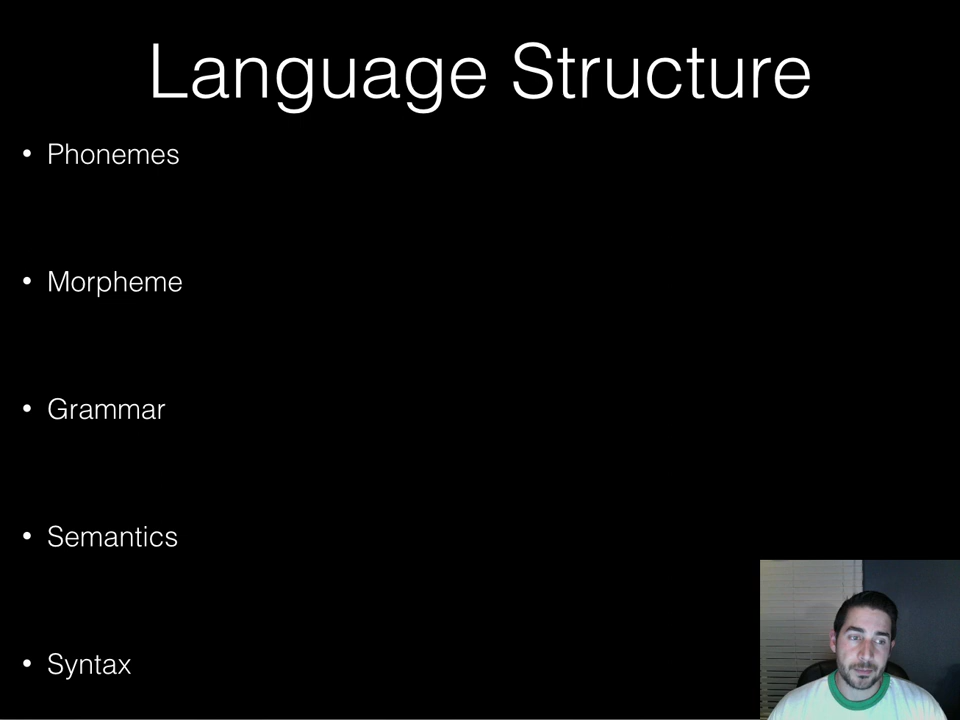 Language Structure
• Phonemes
• Morpheme
• Grammar
• Semantics
• Syntax